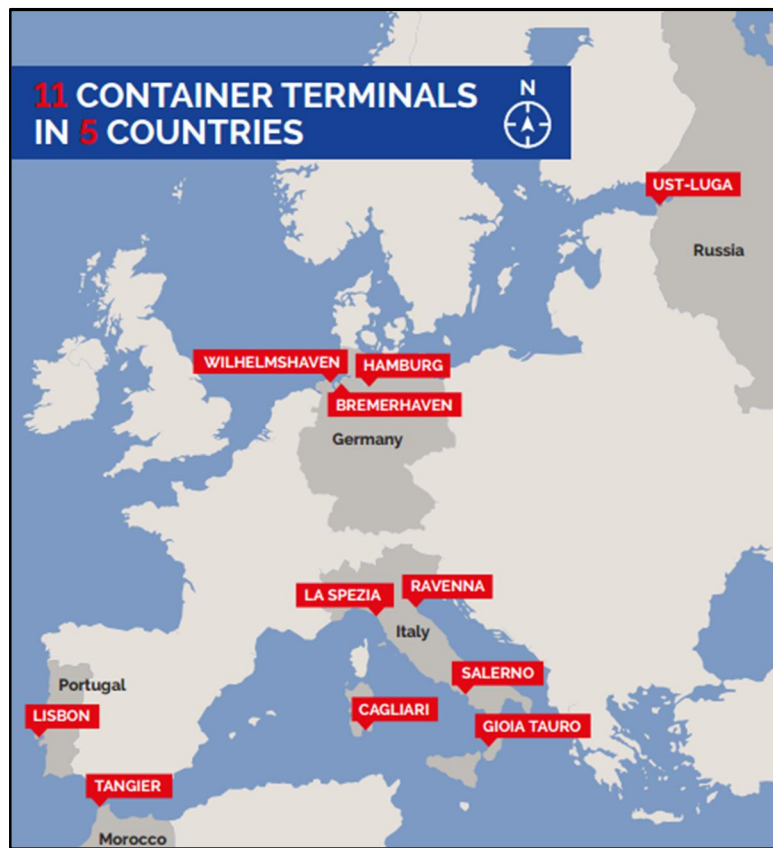 11 CONTAINER TERMINALS
IN 5 COUNTRIES
N
UST-LUGA
Russia
WILHELMSHAVEN
HAMBURG
BREMERHAVEN
Germany
RAVENNA
LA SPEZIA
Italy
SALERNO
Portugal
CAGLIARI
LISBON
GIOIA TAURO
TANGIER
Morocco